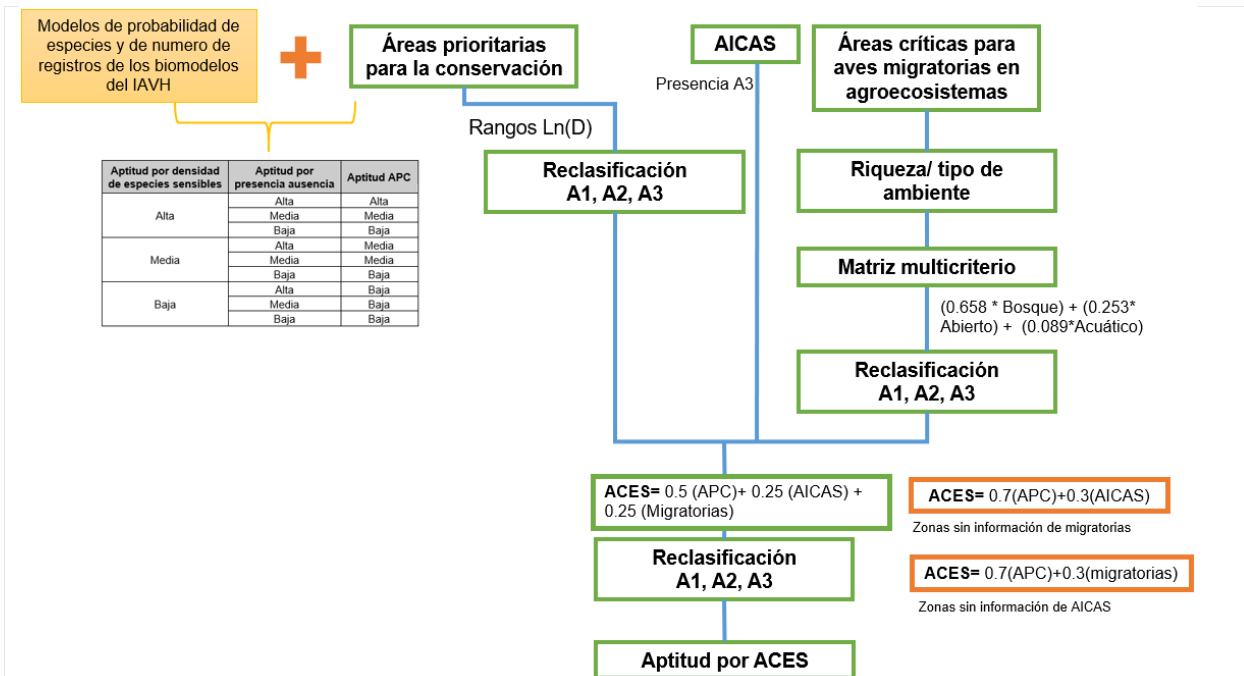 Modelos de probabilidad de
especies y de numero de
registros de los biomodelos
del IAVH
Áreas prioritarias
para la conservación
AICAS
Áreas críticas para
aves migratorias en
agroecosistemas
Presencia A3
Rangos Ln(D)
Reclasificación
A1, A2, A3
Riqueza/ tipo de
ambiente
Aptitud por densidad
de especies sensibles
Aptitud por
presencia ausencia
Aptitud APC
Alta
Alta
Alta
Media
Media
Baja
Baja
Media
Alta
Media
Media
Media
Baja
Baja
Baja
Alta
Baja
Media
Baja
Baja
Baja
Matriz multicriterio
(0.658 * Bosque) + (0.253*
Abierto) + (0.089*Acuático)
Reclasificación
A1, A2, A3
ACES= 0.5 (APC)+ 0.25 (AICAS) +
0.25 (Migratorias)
ACES= 0.7(APC)+0.3(AICAS)
Zonas sin información de migratorias
Reclasificación
A1, A2, A3
ACES= 0.7(APC)+0.3(migratorias)
Zonas sin información de AICAS
Aptitud por ACES